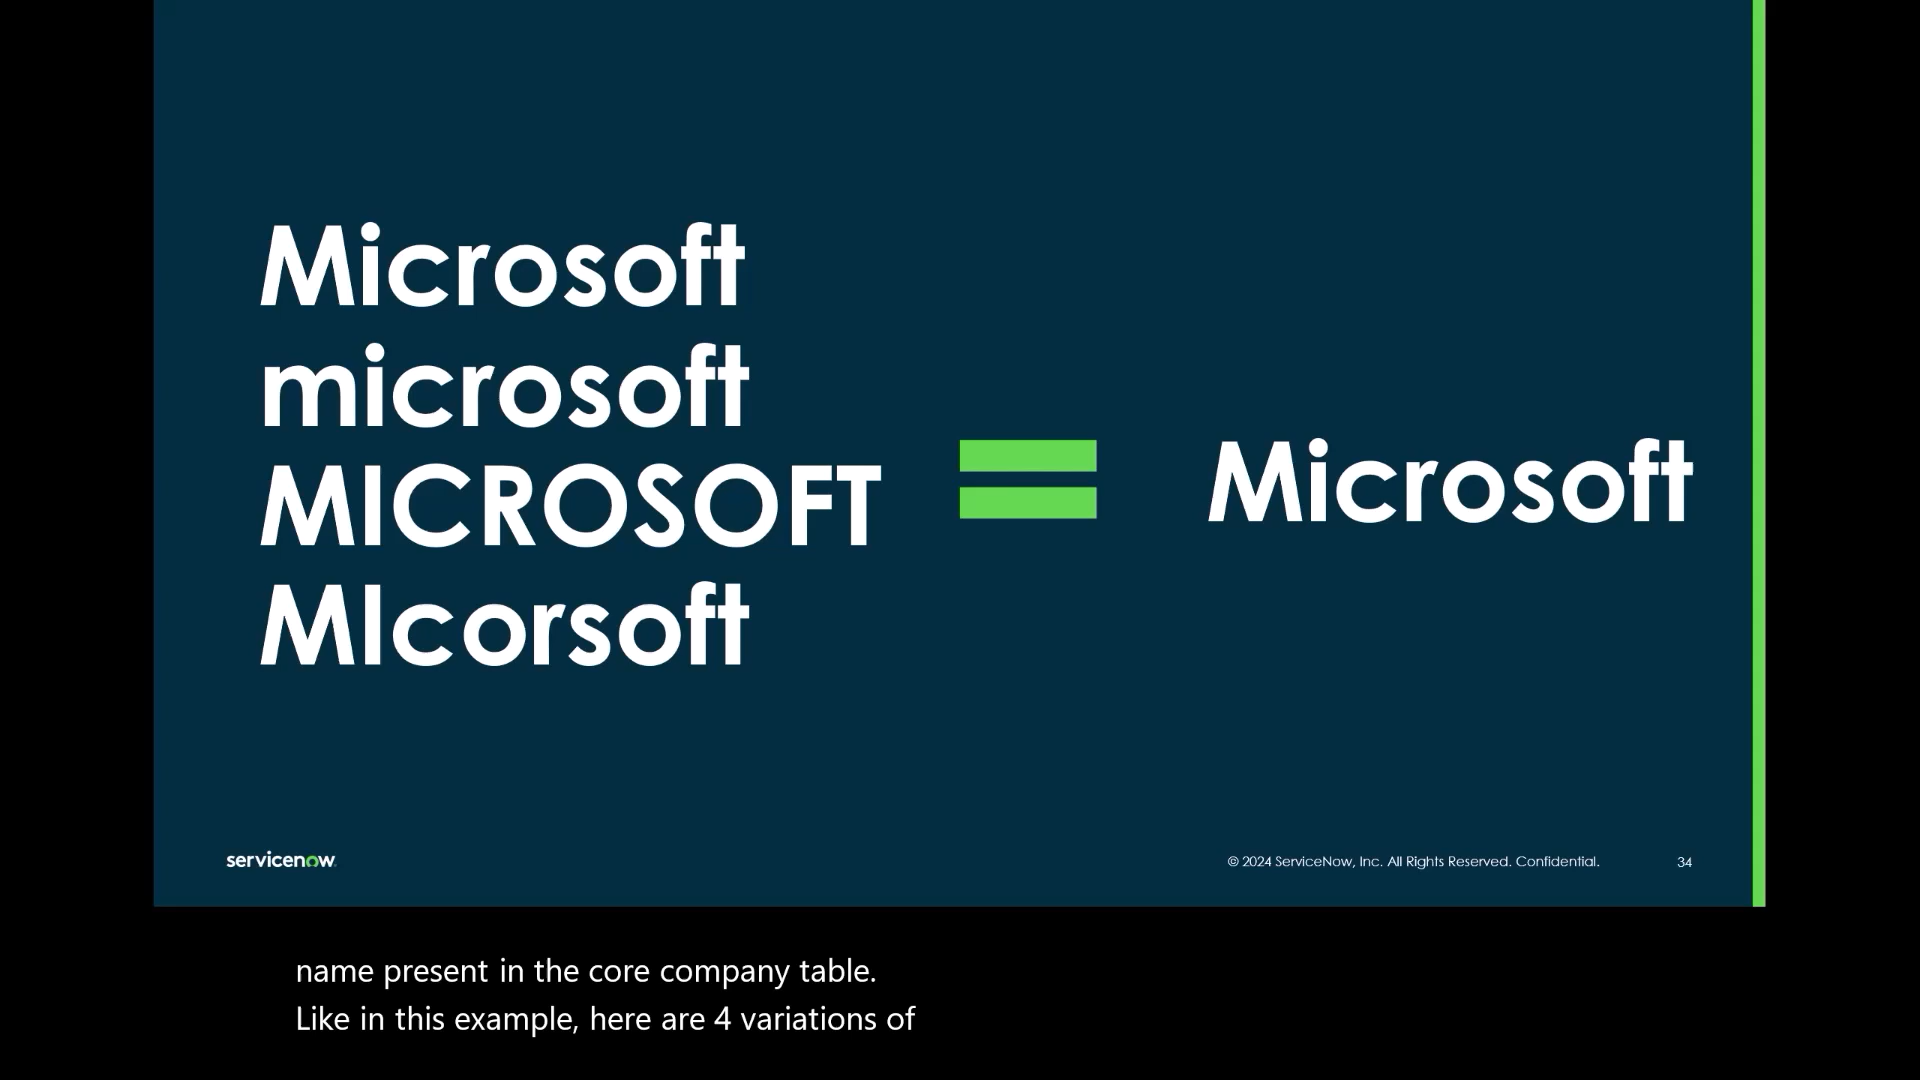 Microsoft
microsoft
MICROSOFT
MIcorsoft
Microsoft
servicenow
© 2024 ServiceNow, Inc. All Rights Reserved. Confidential.
34
name present in the core company table.
Like in this example, here are 4 variations of